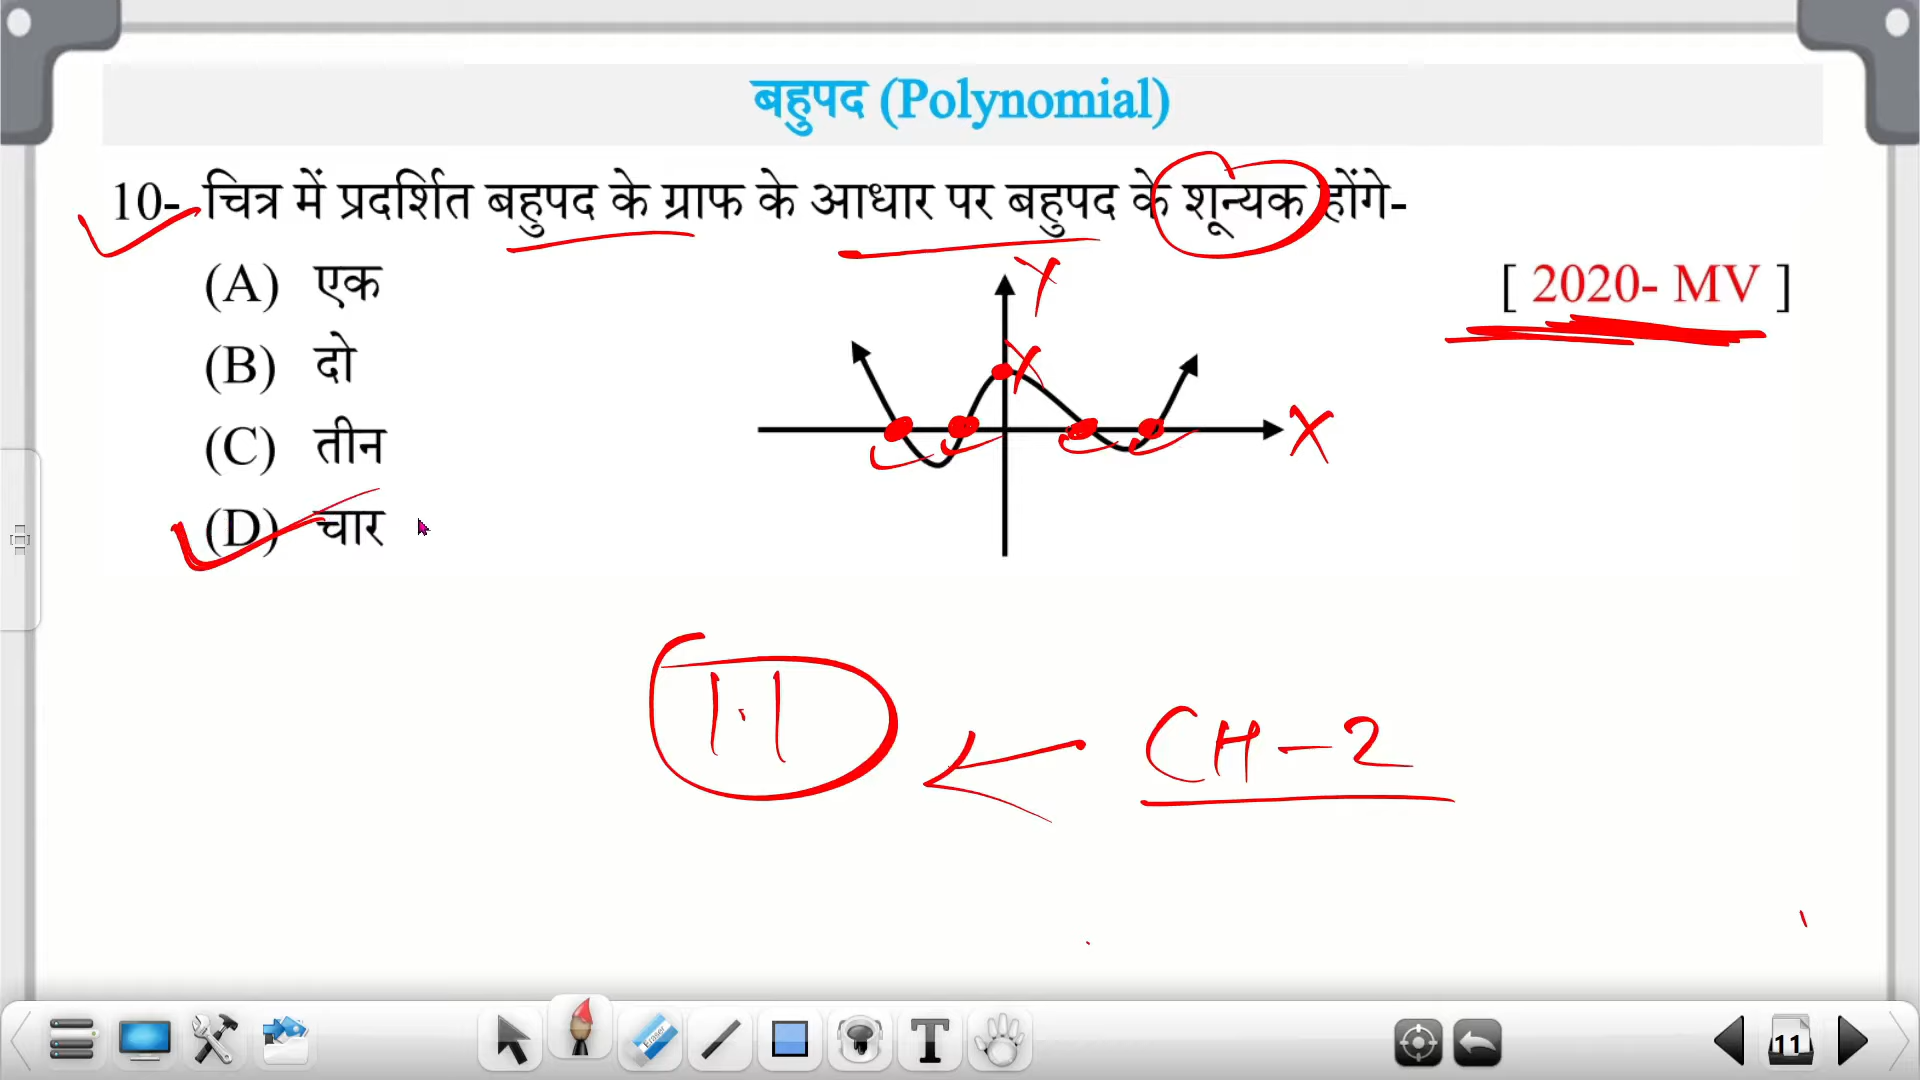 बहुपद (Polynomial)
10- चित्र में प्रदर्शित बहुपद के ग्राफ के आधार पर बहुपद के शून्यक होंगे-
(A) एक
[ 2020- MV ]
(B) दो
(C) तीन
(D) चार
Y
X
1.1
CH-2
Eraser
T
11